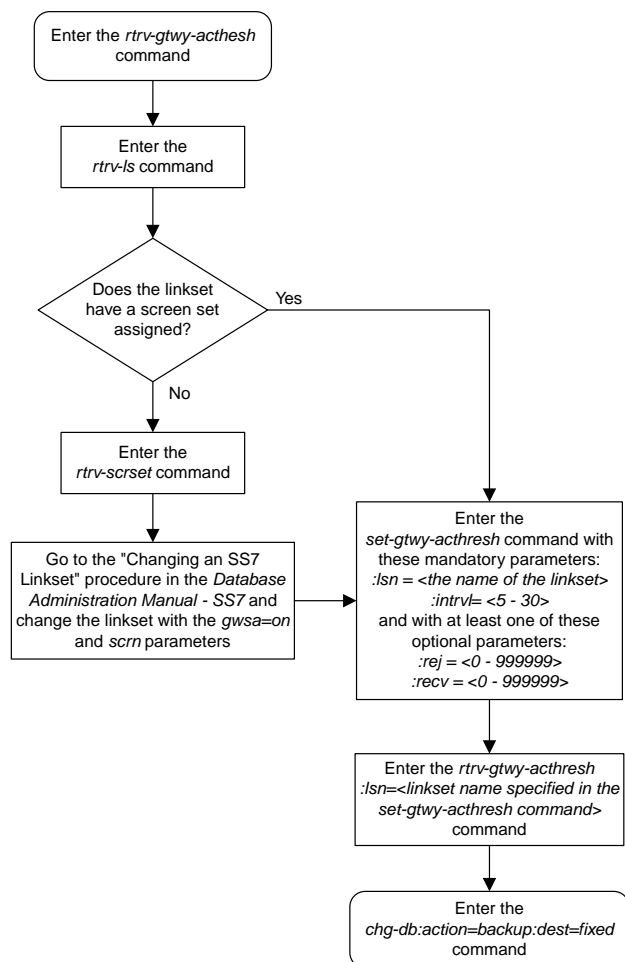 Enter the rtrv-gtwy-acthesh
command
Enter the
rtrv-ls command
Does the linkset
have a screen set
assigned?
Yes
No
Enter the
rtrv-scrset command
Go to the "Changing an SS7
Linkset" procedure in the Database
Administration Manual - SS7 and
change the linkset with the gwsa=on
and scrn parameters
Enter the
set-gtwy-acthresh command with
these mandatory parameters:
:lsn = <the name of the linkset>
:intrvl= <5 - 30>
and with at least one of these
optional parameters:
:rej = <0 - 999999>
:recv = <0 - 999999>
Enter the rtrv-gtwy-acthresh
:lsn=<linkset name specified in the
set-gtwy-acthresh command>
command
Enter the
chg-db:action=backup:dest=fixed
command